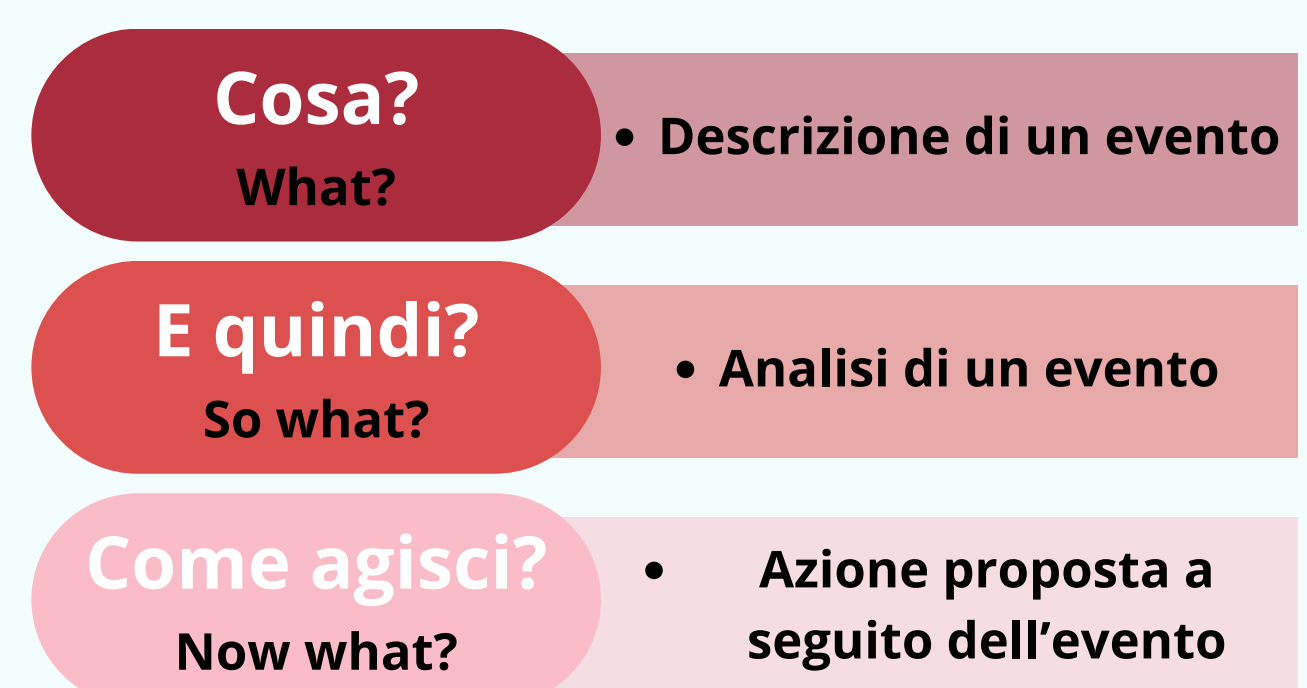 Cosa?
What?
• Descrizione di un evento
E quindi?
So what?
• Analisi di un evento
Come agisci?
Now what?
• Azione proposta a
seguito dell’evento